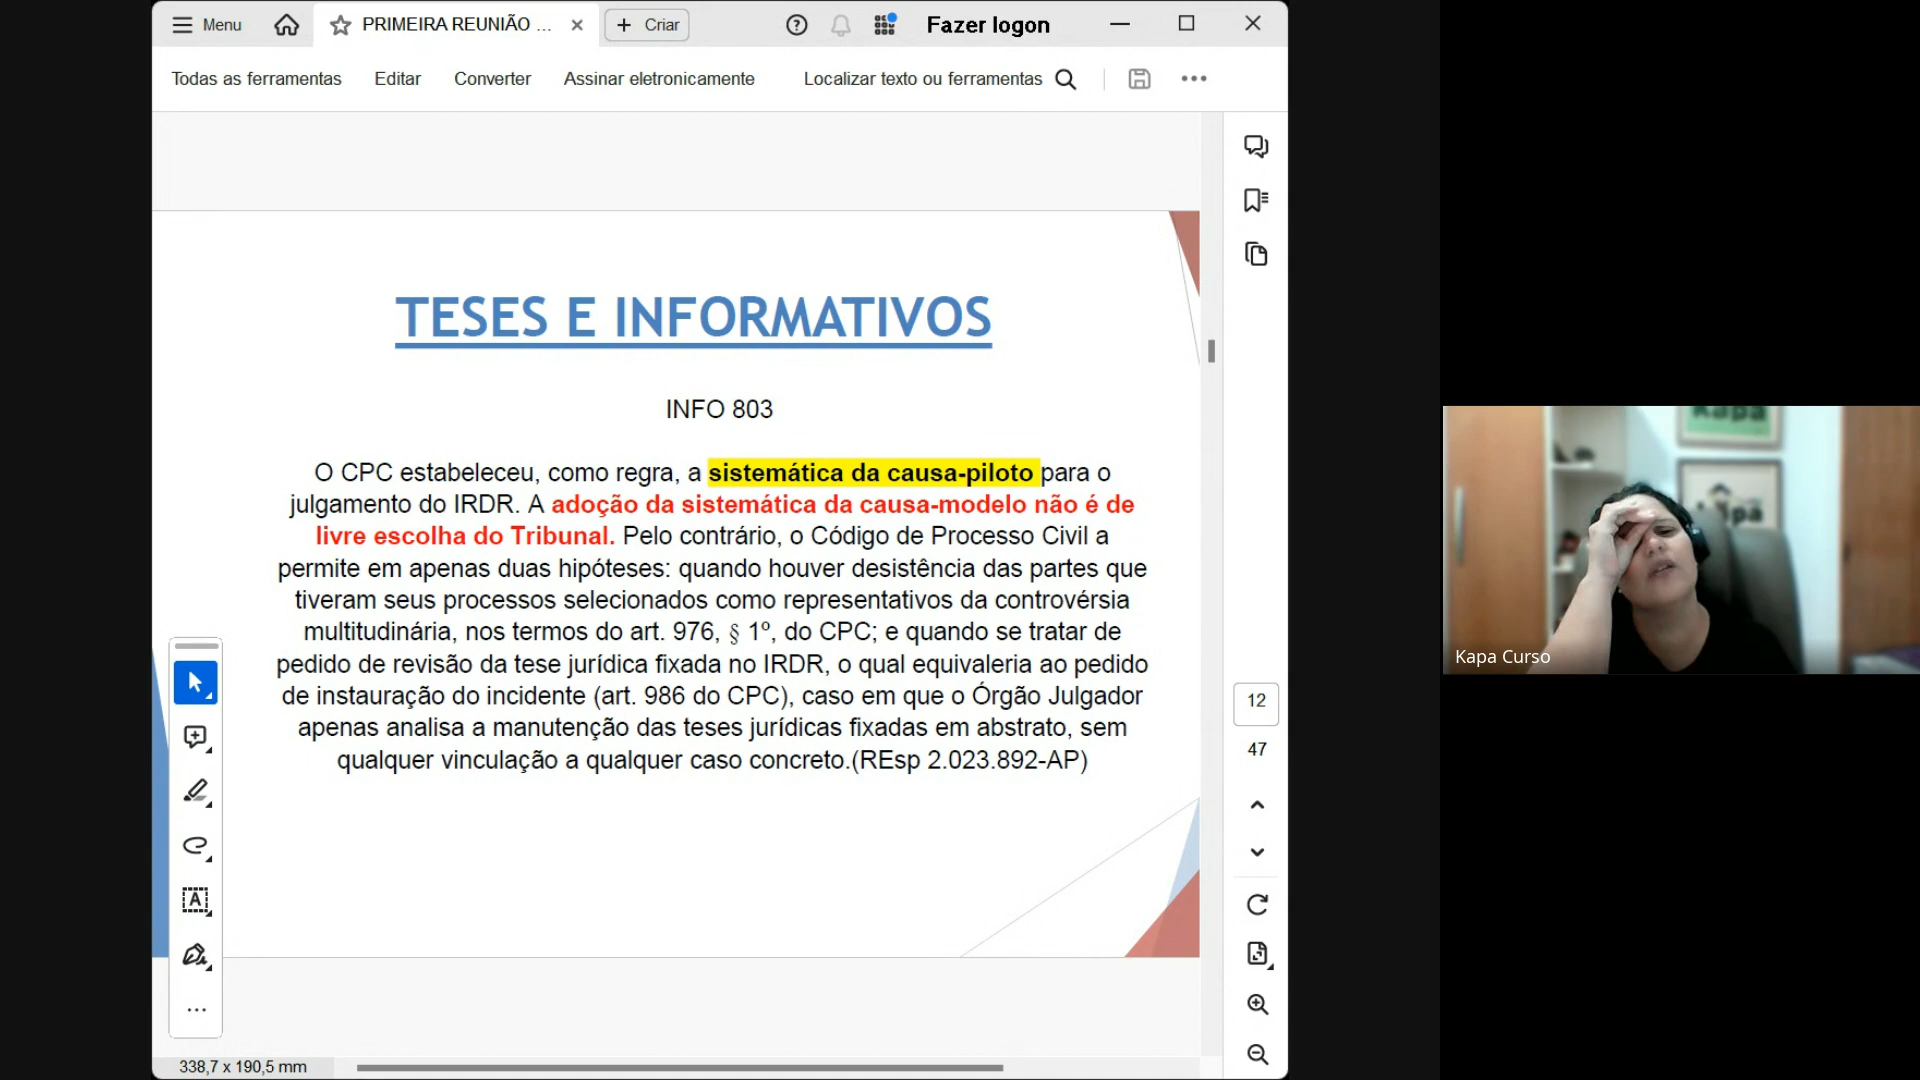 Menu
PRIMEIRA REUNIÃO ...
Criar
Fazer logon
Todas as ferramentas
Editar
Converter
Assinar eletronicamente
Localizar texto ou ferramentas
TESES E INFORMATIVOS
INFO 803
O CPC estabeleceu, como regra, a sistemática da causa-piloto para o
julgamento do IRDR. A adoção da sistemática da causa-modelo não é de
livre escolha do Tribunal. Pelo contrário, o Código de Processo Civil a
permite em apenas duas hipóteses: quando houver desistência das partes que
tiveram seus processos selecionados como representativos da controvérsia
multitudinária, nos termos do art. 976, § 1º, do CPC; e quando se tratar de
pedido de revisão da tese jurídica fixada no IRDR, o qual equivaleria ao pedido
de instauração do incidente (art. 986 do CPC), caso em que o Órgão Julgador
apenas analisa a manutenção das teses jurídicas fixadas em abstrato, sem
qualquer vinculação a qualquer caso concreto.(REsp 2.023.892-AP)
12
47
338,7 x 190,5 mm
Kapa
Kapa Curso